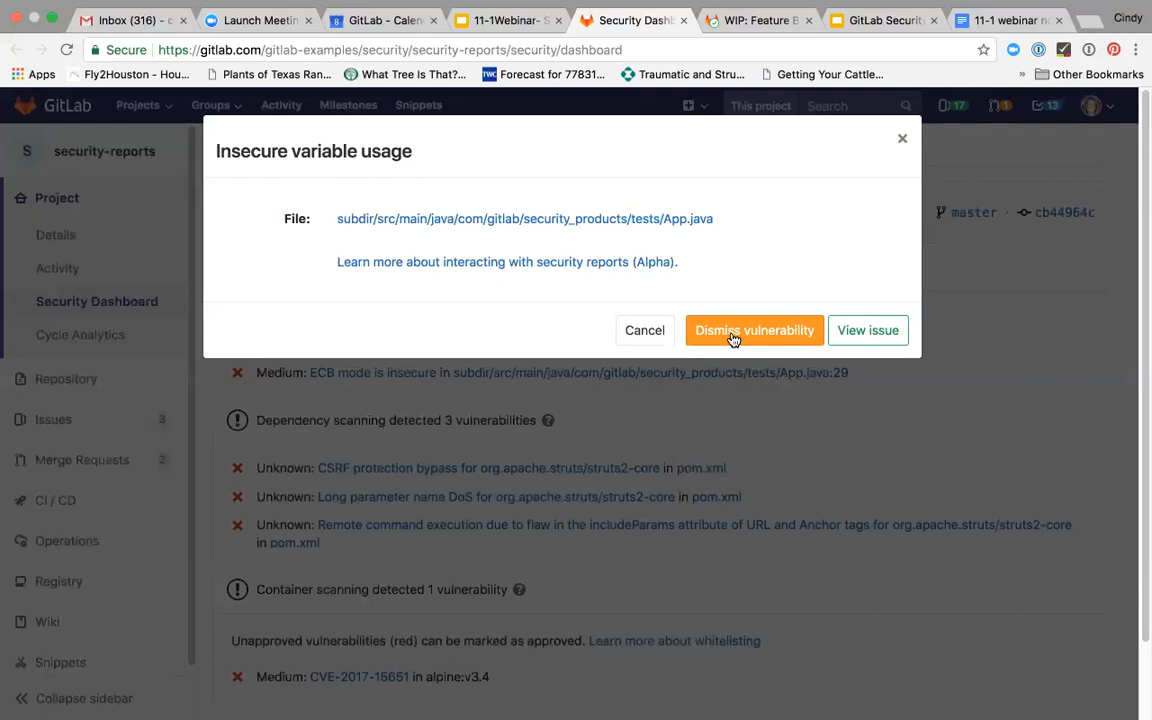 Inbox (316) - c
Launch Meetin
GitLab - Calen
11-1Webinar- S
Security Dashb
WIP: Feature B
GitLab Securit
11-1 webinar n
Cindy
Secure https://gitlab.com/gitlab-examples/security/security-reports/security/dashboard
Apps
Fly2Houston - Hou...
Plants of Texas Ran...
What Tree Is That?...
Forecast for 77831...
Traumatic and Stru...
Getting Your Cattle...
» Other Bookmarks
GitLab Projects Groups Activity Milestones Snippets This project Search 17 1 13
S security-reports
Project
Details
Activity
Security Dashboard
Cycle Analytics
Repository
Issues 3
Merge Requests 2
CI / CD
Operations
Registry
Wiki
Snippets
Collapse sidebar
master · cb44964c
Insecure variable usage ×
File: subdir/src/main/java/com/gitlab/security_products/tests/App.java
Learn more about interacting with security reports (Alpha).
Cancel Dismiss vulnerability View issue
Medium: ECB mode is insecure in subdir/src/main/java/com/gitlab/security_products/tests/App.java:29
Dependency scanning detected 3 vulnerabilities
Unknown: CSRF protection bypass for org.apache.struts/struts2-core in pom.xml
Unknown: Long parameter name DoS for org.apache.struts/struts2-core in pom.xml
Unknown: Remote command execution due to flaw in the includeParams attribute of URL and Anchor tags for org.apache.struts/struts2-core
in pom.xml
Container scanning detected 1 vulnerability
Unapproved vulnerabilities (red) can be marked as approved. Learn more about whitelisting
Medium: CVE-2017-15651 in alpine:v3.4